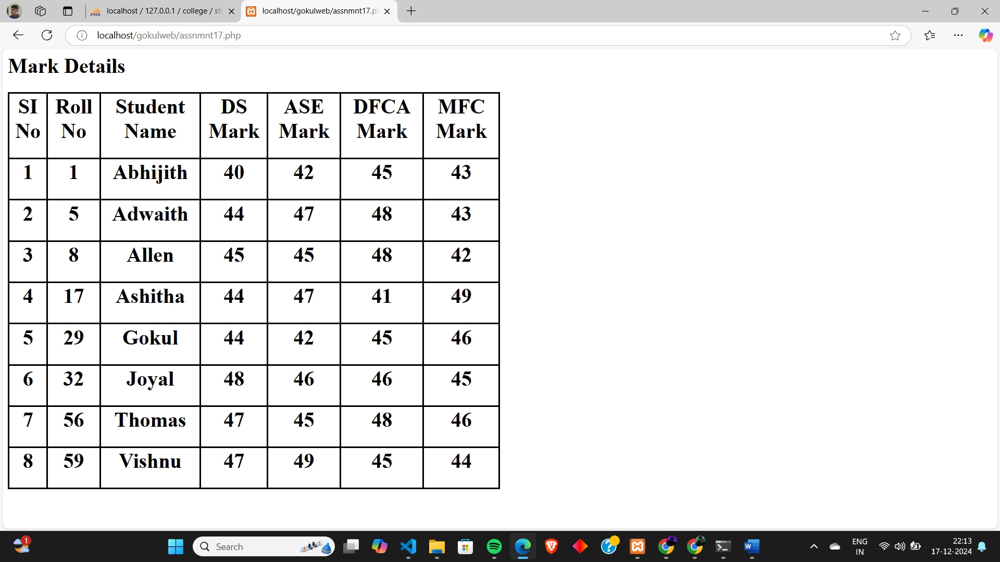 PMA localhost / 127.0.0.1 / college / st
localhost/gokulweb/assnmnt17.p
localhost/gokulweb/assnmnt17.php
Mark Details
SI No Roll No Student Name DS Mark ASE Mark DFCA Mark MFC Mark
1 1 Abhijith 40 42 45 43
2 5 Adwaith 44 47 48 43
3 8 Allen 45 45 48 42
4 17 Ashitha 44 47 41 49
5 29 Gokul 44 42 45 46
6 32 Joyal 48 46 46 45
7 56 Thomas 47 45 48 46
8 59 Vishnu 47 49 45 44
1
Search
ENG
IN
22:13
17-12-2024